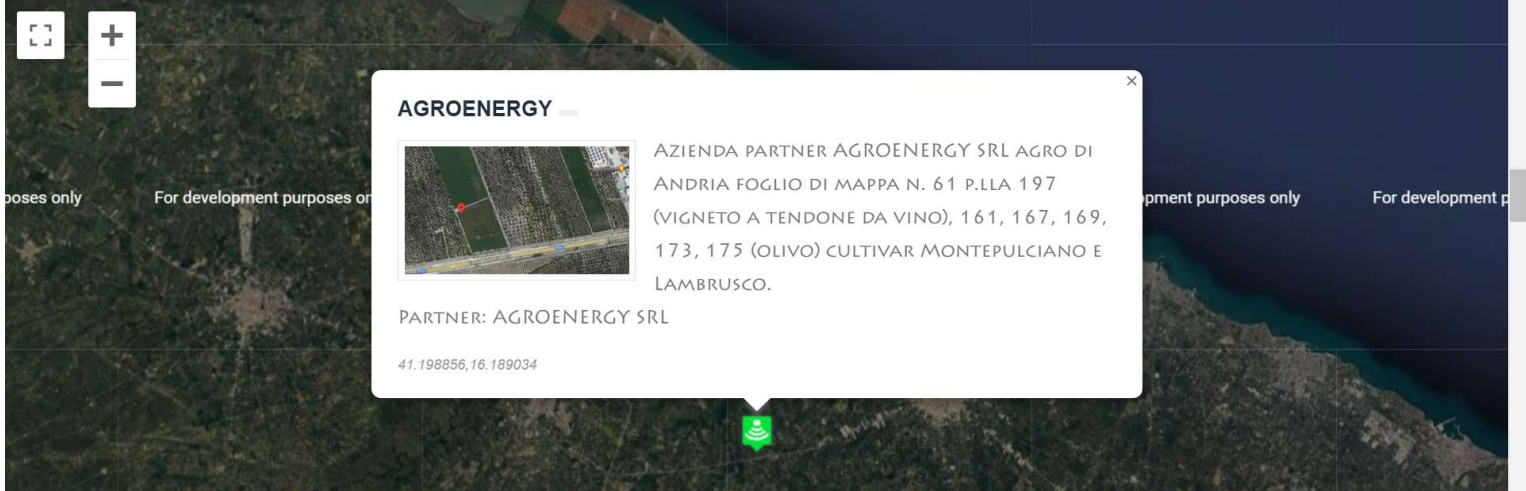 AGROENERGY
Azienda partner AGROENERGY SRL agro di
Andria foglio di mappa n. 61 p.lla 197
(vigneto a tendone da vino), 161, 167, 169,
173, 175 (olivo) cultivar Montepulciano e
Lambrusco.
poses only For development purposes or pment purposes only For development p
Partner: AGROENERGY SRL
41.198856,16.189034